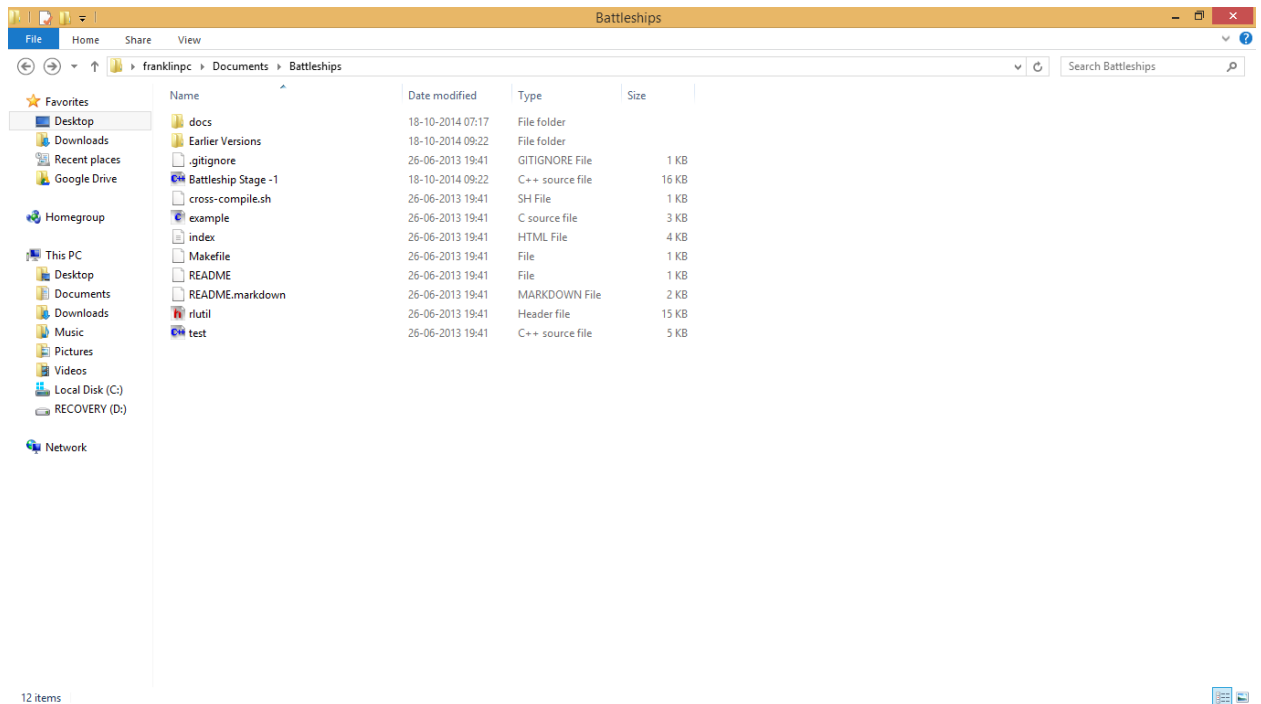 Battleships
File Home Share View
franklinpc Documents Battleships Search Battleships
Favorites
Desktop
Downloads
Recent places
Google Drive
Homegroup
This PC
Desktop
Documents
Downloads
Music
Pictures
Videos
Local Disk (C:)
RECOVERY (D:)
Network
Name Date modified Type Size
docs 18-10-2014 07:17 File folder
Earlier Versions 18-10-2014 09:22 File folder
.gitignore 26-06-2013 19:41 GITIGNORE File 1 KB
Battleship Stage -1 18-10-2014 09:22 C++ source file 16 KB
cross-compile.sh 26-06-2013 19:41 SH File 1 KB
example 26-06-2013 19:41 C source file 3 KB
index 26-06-2013 19:41 HTML File 4 KB
Makefile 26-06-2013 19:41 File 1 KB
README 26-06-2013 19:41 File 1 KB
README.markdown 26-06-2013 19:41 MARKDOWN File 2 KB
rlutil 26-06-2013 19:41 Header file 15 KB
test 26-06-2013 19:41 C++ source file 5 KB
12 items